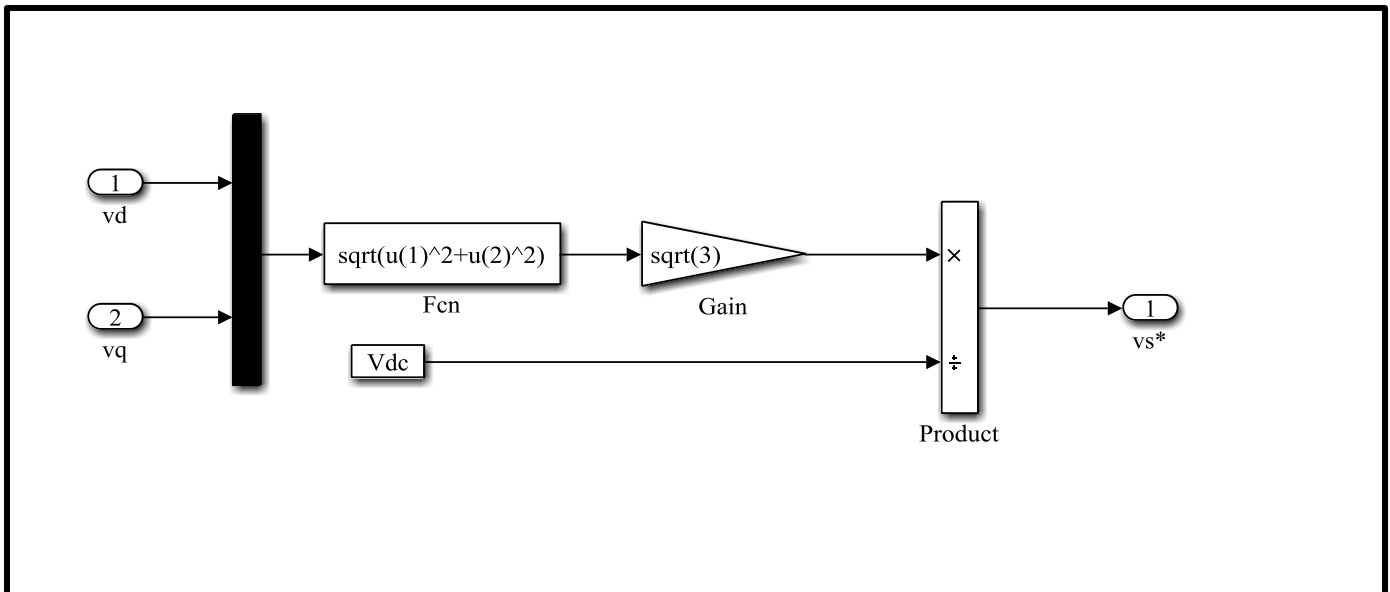 1
vd
sqrt(u(1)^2+u(2)^2)
Fcn
sqrt(3)
Gain
×
2
vq
Vdc
÷
Product
1
vs*